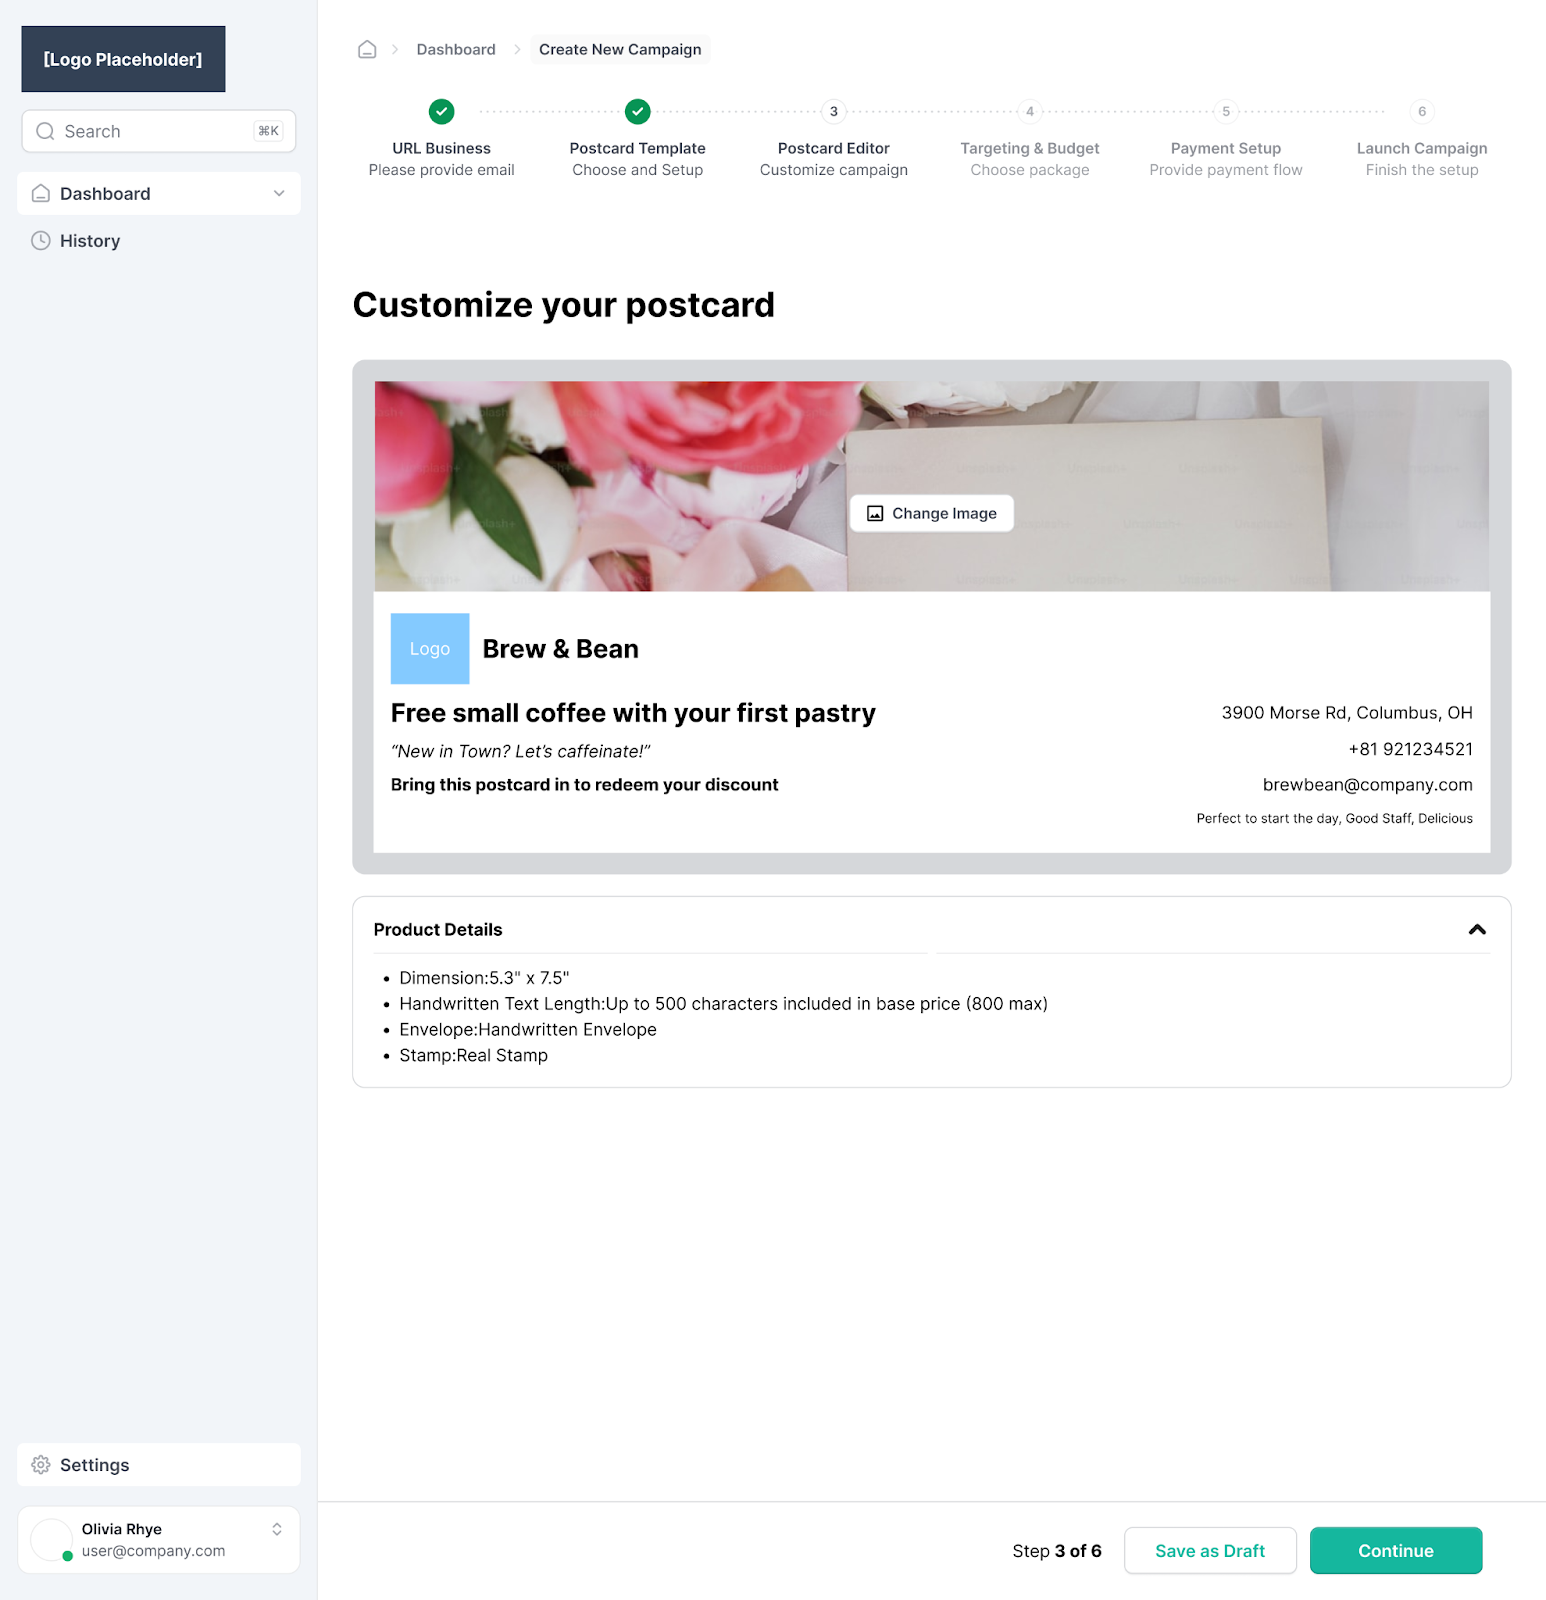 [Logo Placeholder]
Search
⌘K
Dashboard
History
Settings
Olivia Rhye
user@company.com
Dashboard
Create New Campaign
URL Business
Please provide email
Postcard Template
Choose and Setup
3
Postcard Editor
Customize campaign
4
Targeting & Budget
Choose package
5
Payment Setup
Provide payment flow
6
Launch Campaign
Finish the setup
Customize your postcard
Change Image
Logo
Brew & Bean
Free small coffee with your first pastry
“New in Town? Let’s caffeinate!”
Bring this postcard in to redeem your discount
3900 Morse Rd, Columbus, OH
+81 921234521
brewbean@company.com
Perfect to start the day, Good Staff, Delicious
Product Details
• Dimension:5.3" x 7.5"
• Handwritten Text Length:Up to 500 characters included in base price (800 max)
• Envelope:Handwritten Envelope
• Stamp:Real Stamp
Step 3 of 6
Save as Draft
Continue